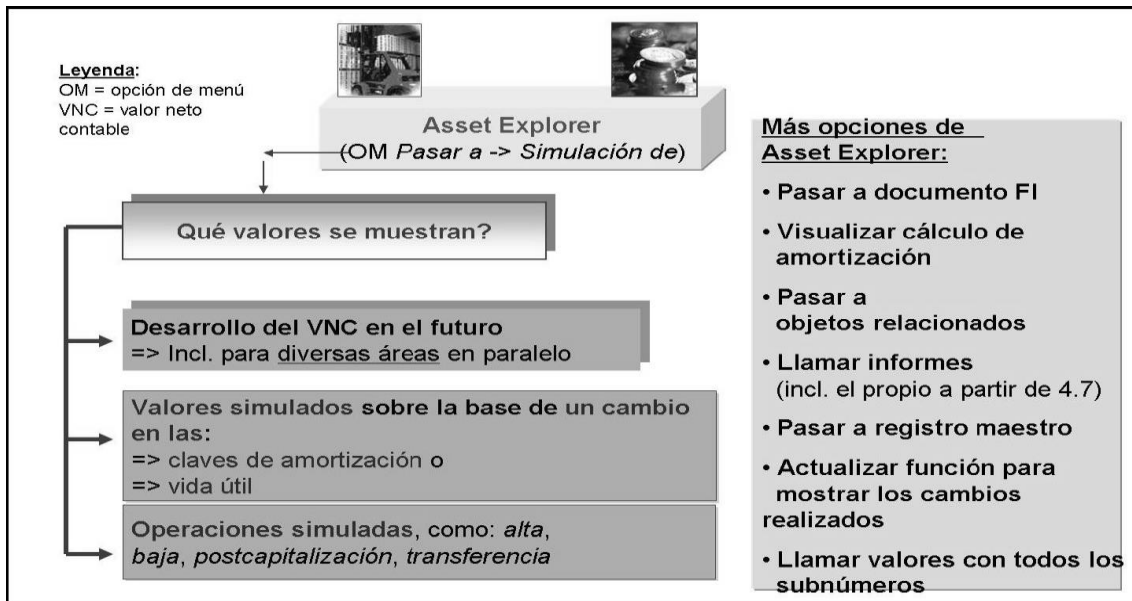 Leyenda:
OM = opción de menú
VNC = valor neto
contable
Asset Explorer
(OM Pasar a -> Simulación de)
Qué valores se muestran?
Desarrollo del VNC en el futuro
=> Incl. para diversas áreas en paralelo
Valores simulados sobre la base de un cambio
en las:
=> claves de amortización o
=> vida útil
Operaciones simuladas, como: alta,
baja, postcapitalización, transferencia
Más opciones de
Asset Explorer:
• Pasar a documento FI
• Visualizar cálculo de
amortización
• Pasar a
objetos relacionados
• Llamar informes
(incl. el propio a partir de 4.7)
• Pasar a registro maestro
• Actualizar función para
mostrar los cambios
realizados
• Llamar valores con todos los
subnúmeros